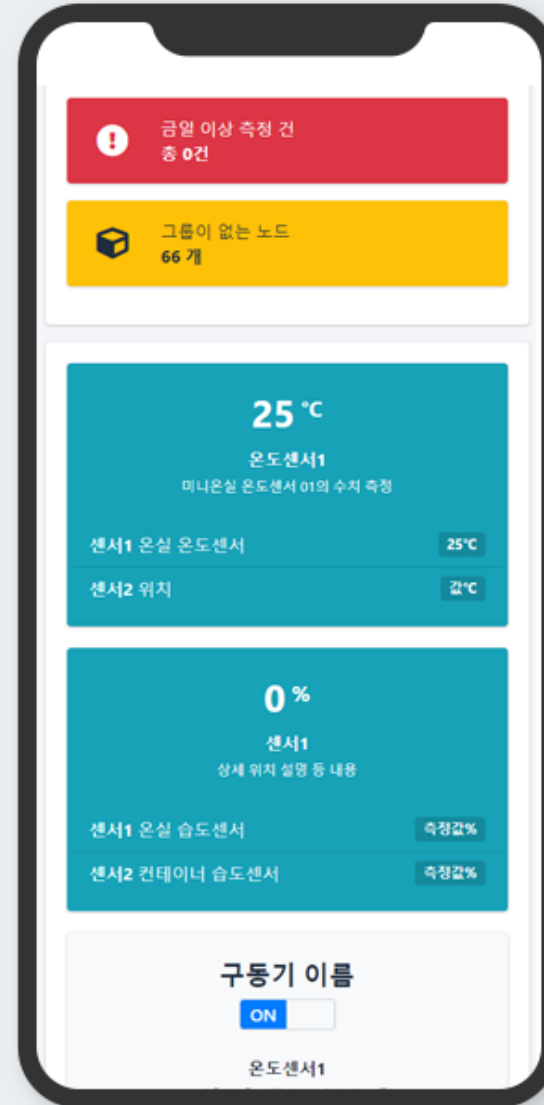 금일 이상 측정 건
총 0건
그룹이 없는 노드
66 개
25 ℃
온도센서1
미니온실 온도센서 01의 수치 측정
센서1 온실 온도센서 25℃
센서2 위치 값℃
0 %
센서1
상세 위치 설명 등 내용
센서1 온실 습도센서 측정값%
센서2 컨테이너 습도센서 측정값%
구동기 이름
ON
온도센서1